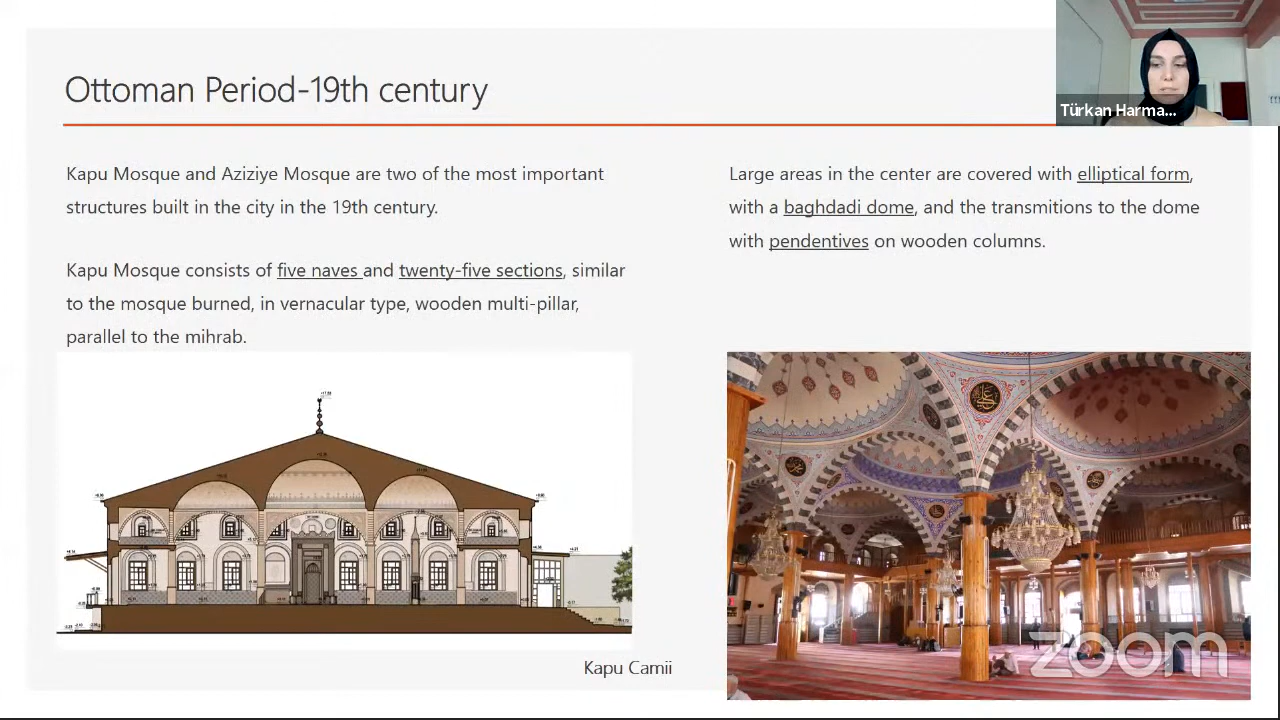 Ottoman Period-19th century
Türkan Harma...
Kapu Mosque and Aziziye Mosque are two of the most important
structures built in the city in the 19th century.
Kapu Mosque consists of five naves and twenty-five sections, similar
to the mosque burned, in vernacular type, wooden multi-pillar,
parallel to the mihrab.
Large areas in the center are covered with elliptical form,
with a baghdadi dome, and the transmitions to the dome
with pendentives on wooden columns.
Kapu Camii
zoom